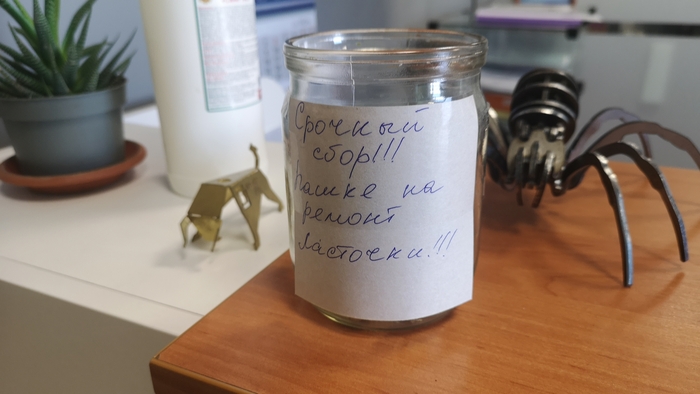 Срочный
сбор!!!
Пашке на
ремонт
Ласточки!!!